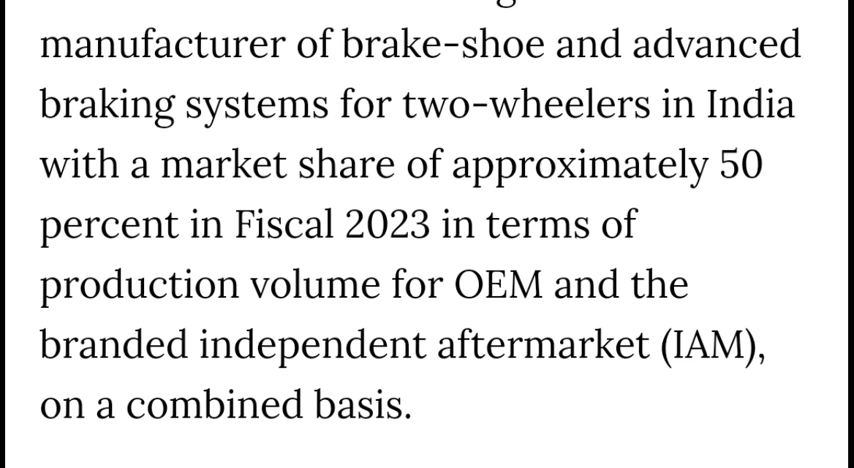 manufacturer of brake-shoe and advanced
braking systems for two-wheelers in India
with a market share of approximately 50
percent in Fiscal 2023 in terms of
production volume for OEM and the
branded independent aftermarket (IAM),
on a combined basis.